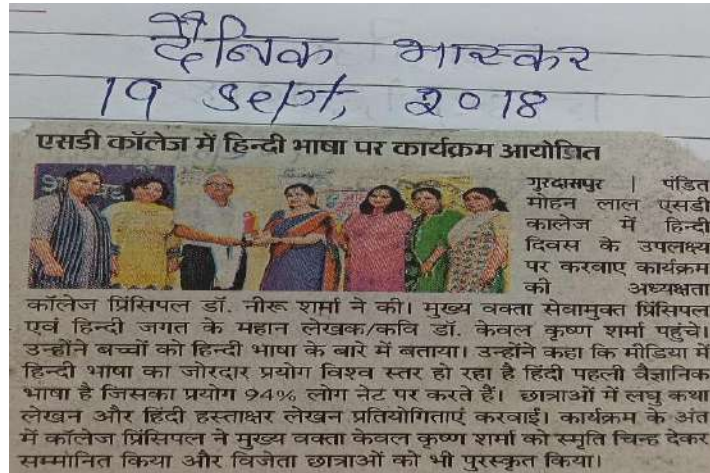 दैनिक भास्कर
19 Sept, 2018
एसडी कॉलेज में हिन्दी भाषा पर कार्यक्रम आयोजित
गुरदासपुर | पंडित
मोहन लाल एसडी
कालेज में हिन्दी
दिवस के उपलक्ष्य
पर करवाए कार्यक्रम
की अध्यक्षता
कॉलेज प्रिंसिपल डॉ. नीरू शर्मा ने की। मुख्य वक्ता सेवामुक्त प्रिंसिपल
एवं हिन्दी जगत के महान लेखक/कवि डॉ. केवल कृष्ण शर्मा पहुंचे।
उन्होंने बच्चों को हिन्दी भाषा के बारे में बताया। उन्होंने कहा कि मीडिया में
हिन्दी भाषा का जोरदार प्रयोग विश्व स्तर हो रहा है हिंदी पहली वैज्ञानिक
भाषा है जिसका प्रयोग 94% लोग नेट पर करते हैं। छात्राओं में लघु कथा
लेखन और हिंदी हस्ताक्षर लेखन प्रतियोगिताएं करवाईं। कार्यक्रम के अंत
में कॉलेज प्रिंसिपल ने मुख्य वक्ता केवल कृष्ण शर्मा को स्मृति चिन्ह देकर
सम्मानित किया और विजेता छात्राओं को भी पुरस्कृत किया।